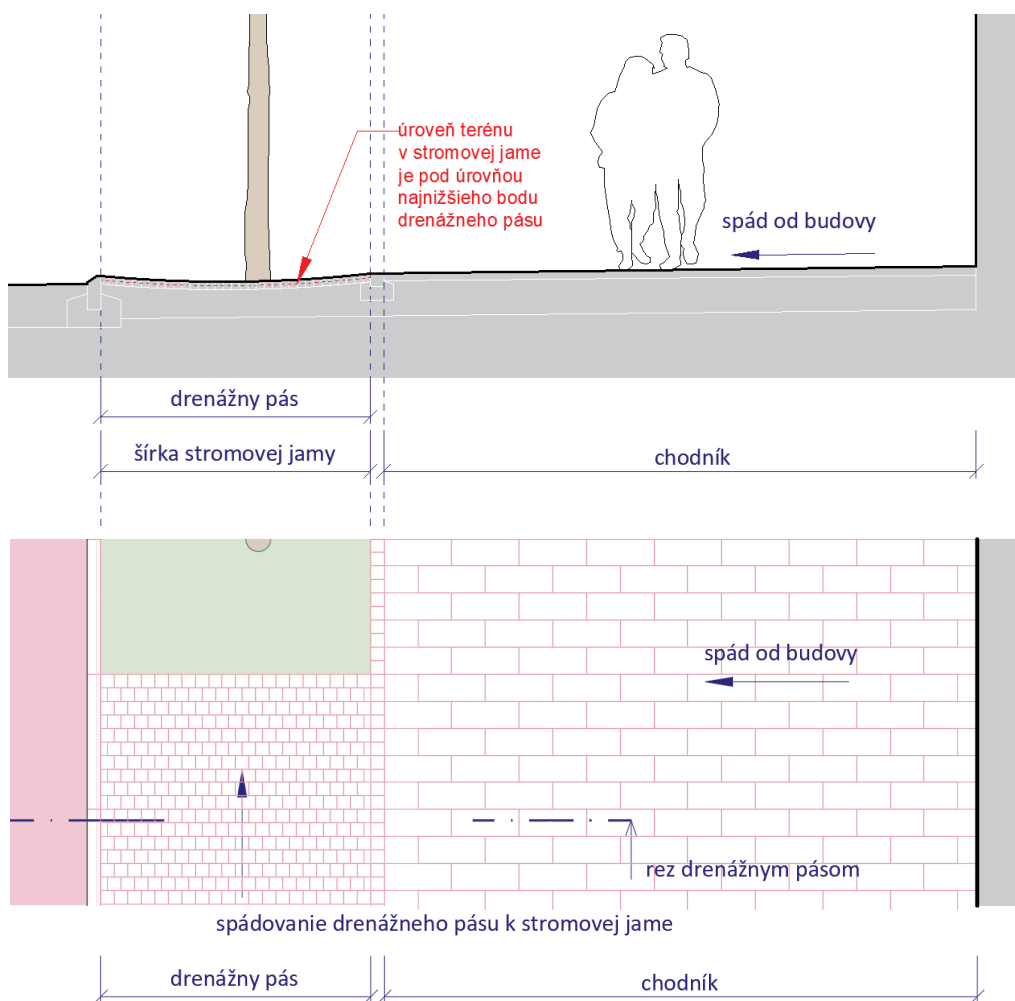 úroveň terénu
v stromovej jame
je pod úrovňou
najnižšieho bodu
drenážneho pásu
spád od budovy
drenážny pás
šírka stromovej jamy
chodník
spád od budovy
rez drenážnym pásom
spádovanie drenážneho pásu k stromovej jame
drenážny pás
chodník